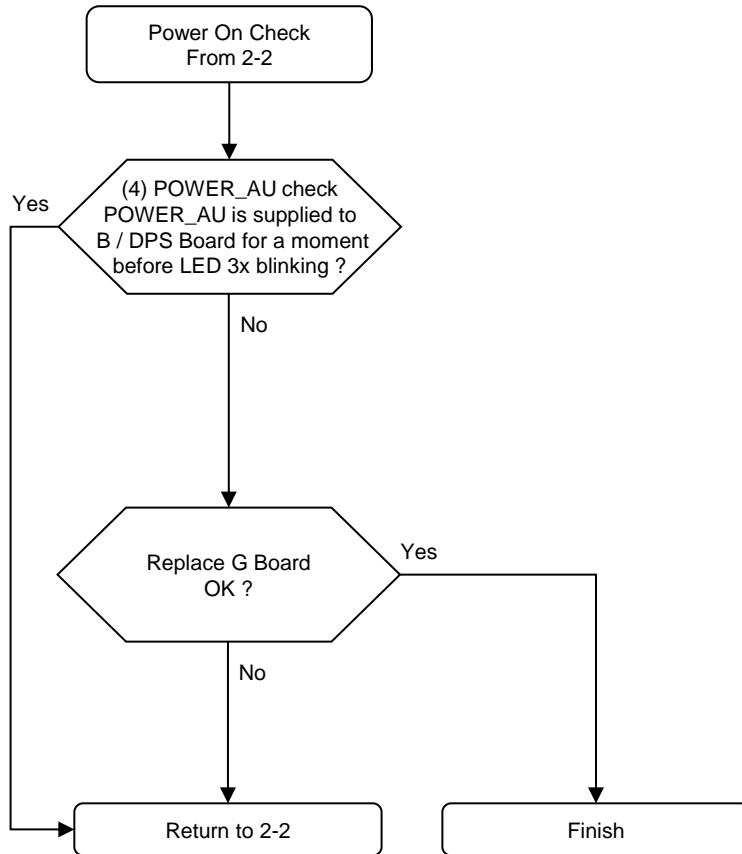 Power On Check
From 2-2
Yes
(4) POWER_AU check
POWER_AU is supplied to
B / DPS Board for a moment
before LED 3x blinking ?
No
Replace G Board
OK ?
Yes
No
Return to 2-2
Finish